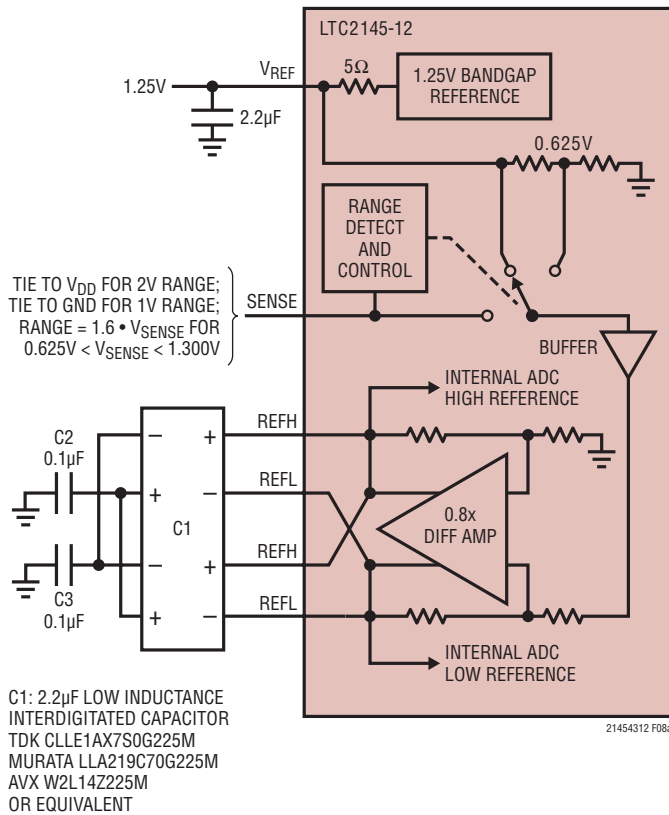 LTC2145-12
VREF
5Ω
1.25V
1.25V BANDGAP
REFERENCE
2.2µF
0.625V
RANGE
DETECT
AND
CONTROL
TIE TO VDD FOR 2V RANGE;
TIE TO GND FOR 1V RANGE;
RANGE = 1.6 • VSENSE FOR
0.625V < VSENSE < 1.300V
SENSE
BUFFER
INTERNAL ADC
HIGH REFERENCE
C2
0.1µF
– +
REFH
+ –
REFL
C1
0.8x
DIFF AMP
– +
REFH
C3
0.1µF
+ –
REFL
INTERNAL ADC
LOW REFERENCE
C1: 2.2µF LOW INDUCTANCE
INTERDIGITATED CAPACITOR
TDK CLLE1AX7S0G225M
MURATA LLA219C70G225M
AVX W2L14Z225M
OR EQUIVALENT
21454312 F08a